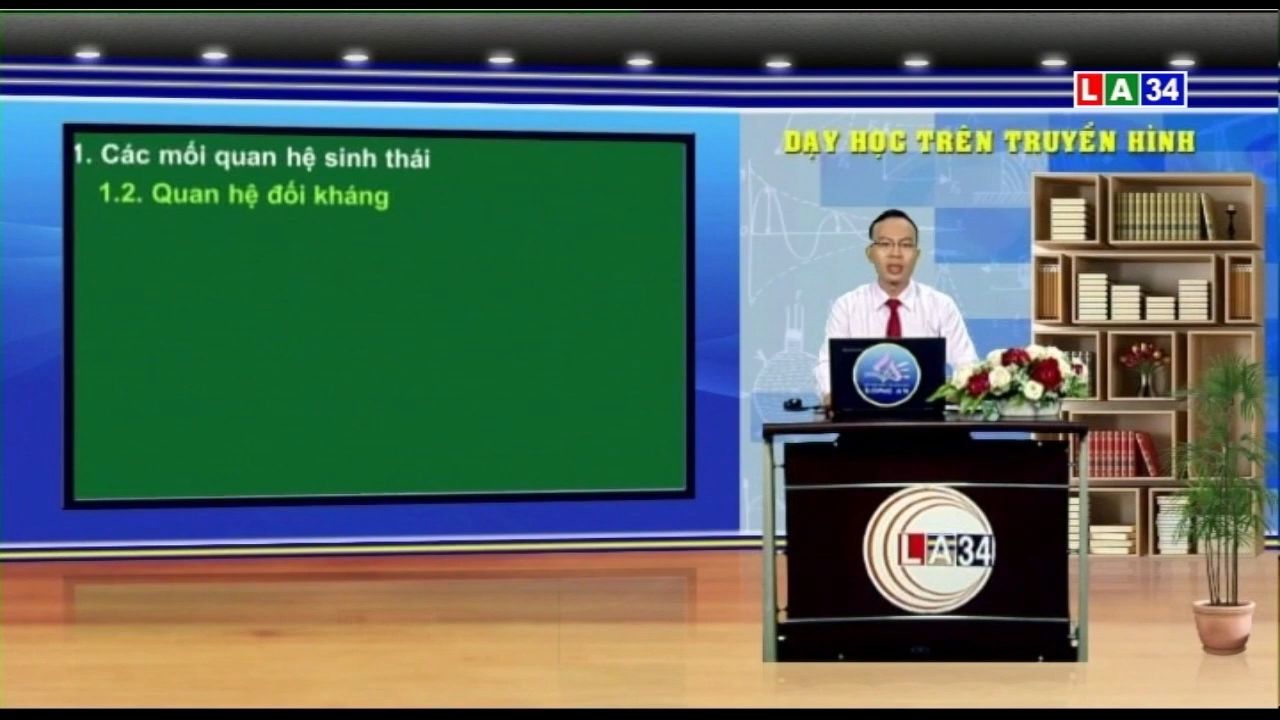 1. Các mối quan hệ sinh thái
1.2. Quan hệ đối kháng
LA34
DẠY HỌC TRÊN TRUYỀN HÌNH
LA34